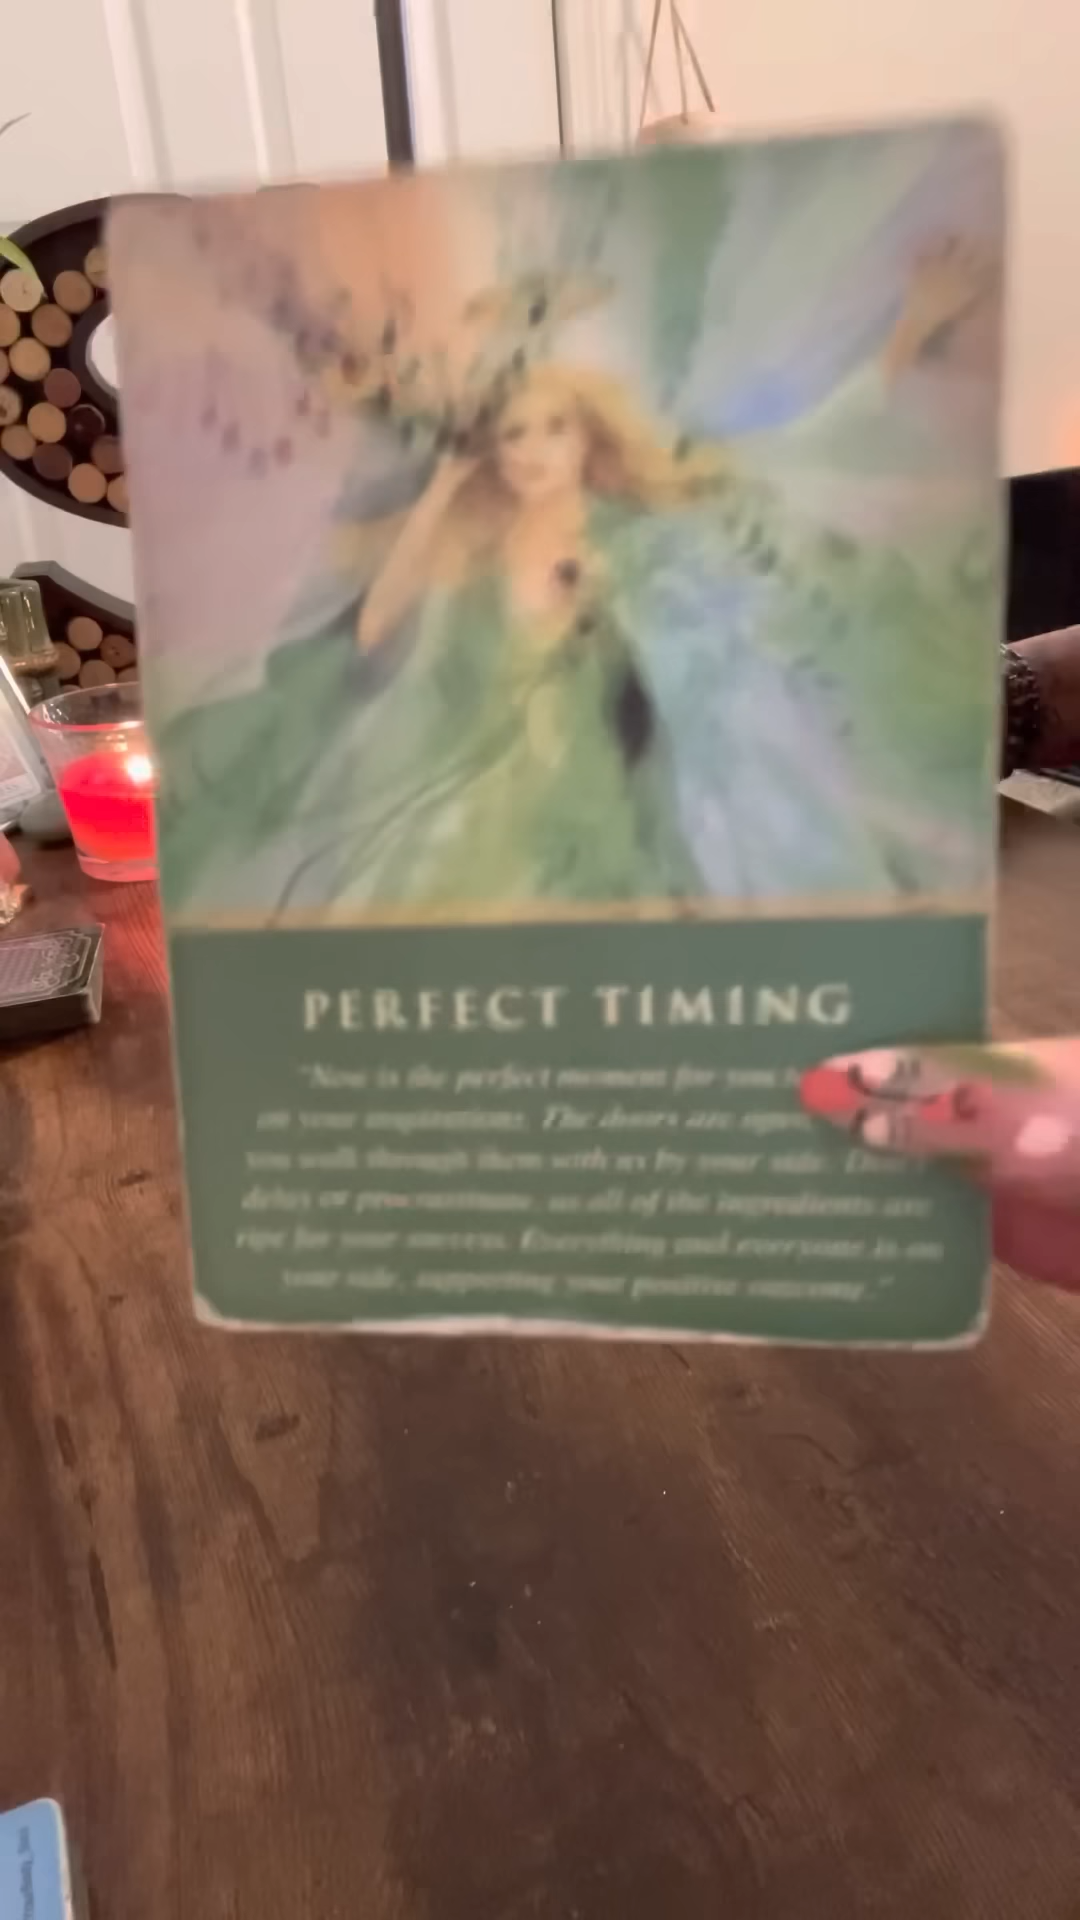 PERFECT TIMING
"Now is the perfect moment for you
on your inspirations. The doors are open
you walk through them with us by your side. Don't
delay or procrastinate, as all of the ingredients are
ripe for your success. Everything and everyone is on
your side, supporting your positive outcome."